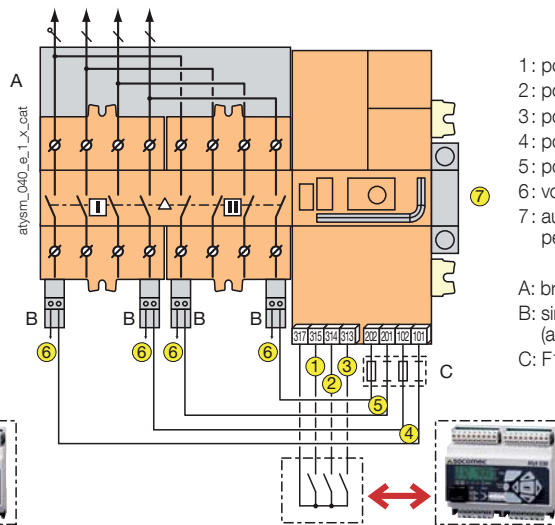 A
atysm_040_e_1_x_cat
1: po
2: po
3: po
4: po
5: po
6: vo
7: au
pe
A: br
B: sin
(a
C: F
I
II
7
B
B
B
B
6
6
6
6
317 315 314 313 202 201 102 101
1
2
3
C
5
4
socomec